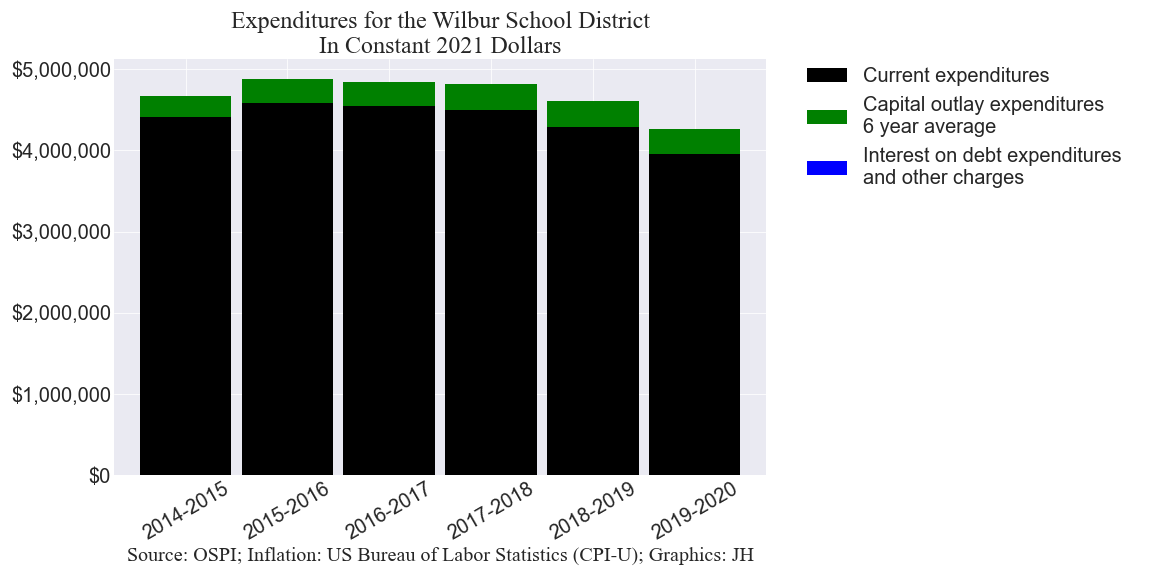 Expenditures for the Wilbur School District
In Constant 2021 Dollars
$5,000,000
$4,000,000
$3,000,000
$2,000,000
$1,000,000
$0
2014-2015
2015-2016
2016-2017
2017-2018
2018-2019
2019-2020
Source: OSPI; Inflation: US Bureau of Labor Statistics (CPI-U); Graphics: JH
Current expenditures
Capital outlay expenditures
6 year average
Interest on debt expenditures
and other charges